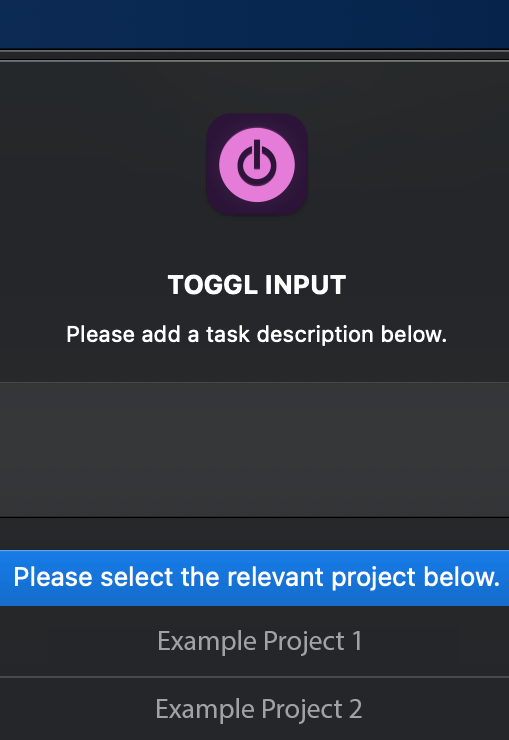 TOGGL INPUT
Please add a task description below.
Please select the relevant project below.
Example Project 1
Example Project 2